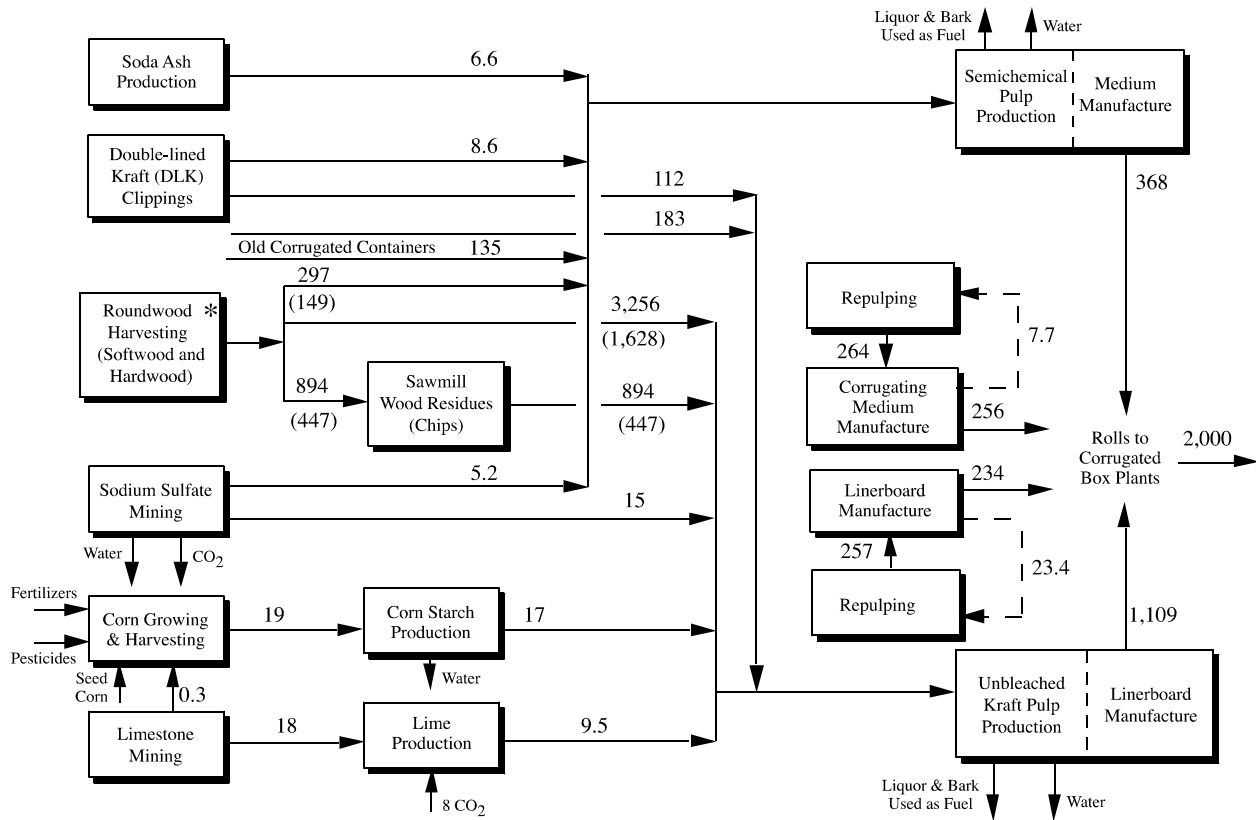 Liquor & Bark
Used as Fuel
Water
Soda Ash
Production
6.6
Semichemical
Pulp
Production
Medium
Manufacture
Double-lined
Kraft (DLK)
Clippings
8.6
112
183
368
Old Corrugated Containers
135
297
(149)
Roundwood *
Harvesting
(Softwood and
Hardwood)
3,256
(1,628)
Repulping
7.7
264
894
(447)
Sawmill
Wood Residues
(Chips)
894
(447)
Corrugating
Medium
Manufacture
256
Rolls to
Corrugated
Box Plants
2,000
Sodium Sulfate
Mining
5.2
15
Linerboard
Manufacture
234
257
23.4
Repulping
Water
CO2
Fertilizers
Pesticides
Corn Growing
& Harvesting
19
Corn Starch
Production
17
1,109
Seed
Corn
0.3
Water
Limestone
Mining
18
Lime
Production
9.5
Unbleached
Kraft Pulp
Production
Linerboard
Manufacture
8 CO2
Liquor & Bark
Used as Fuel
Water